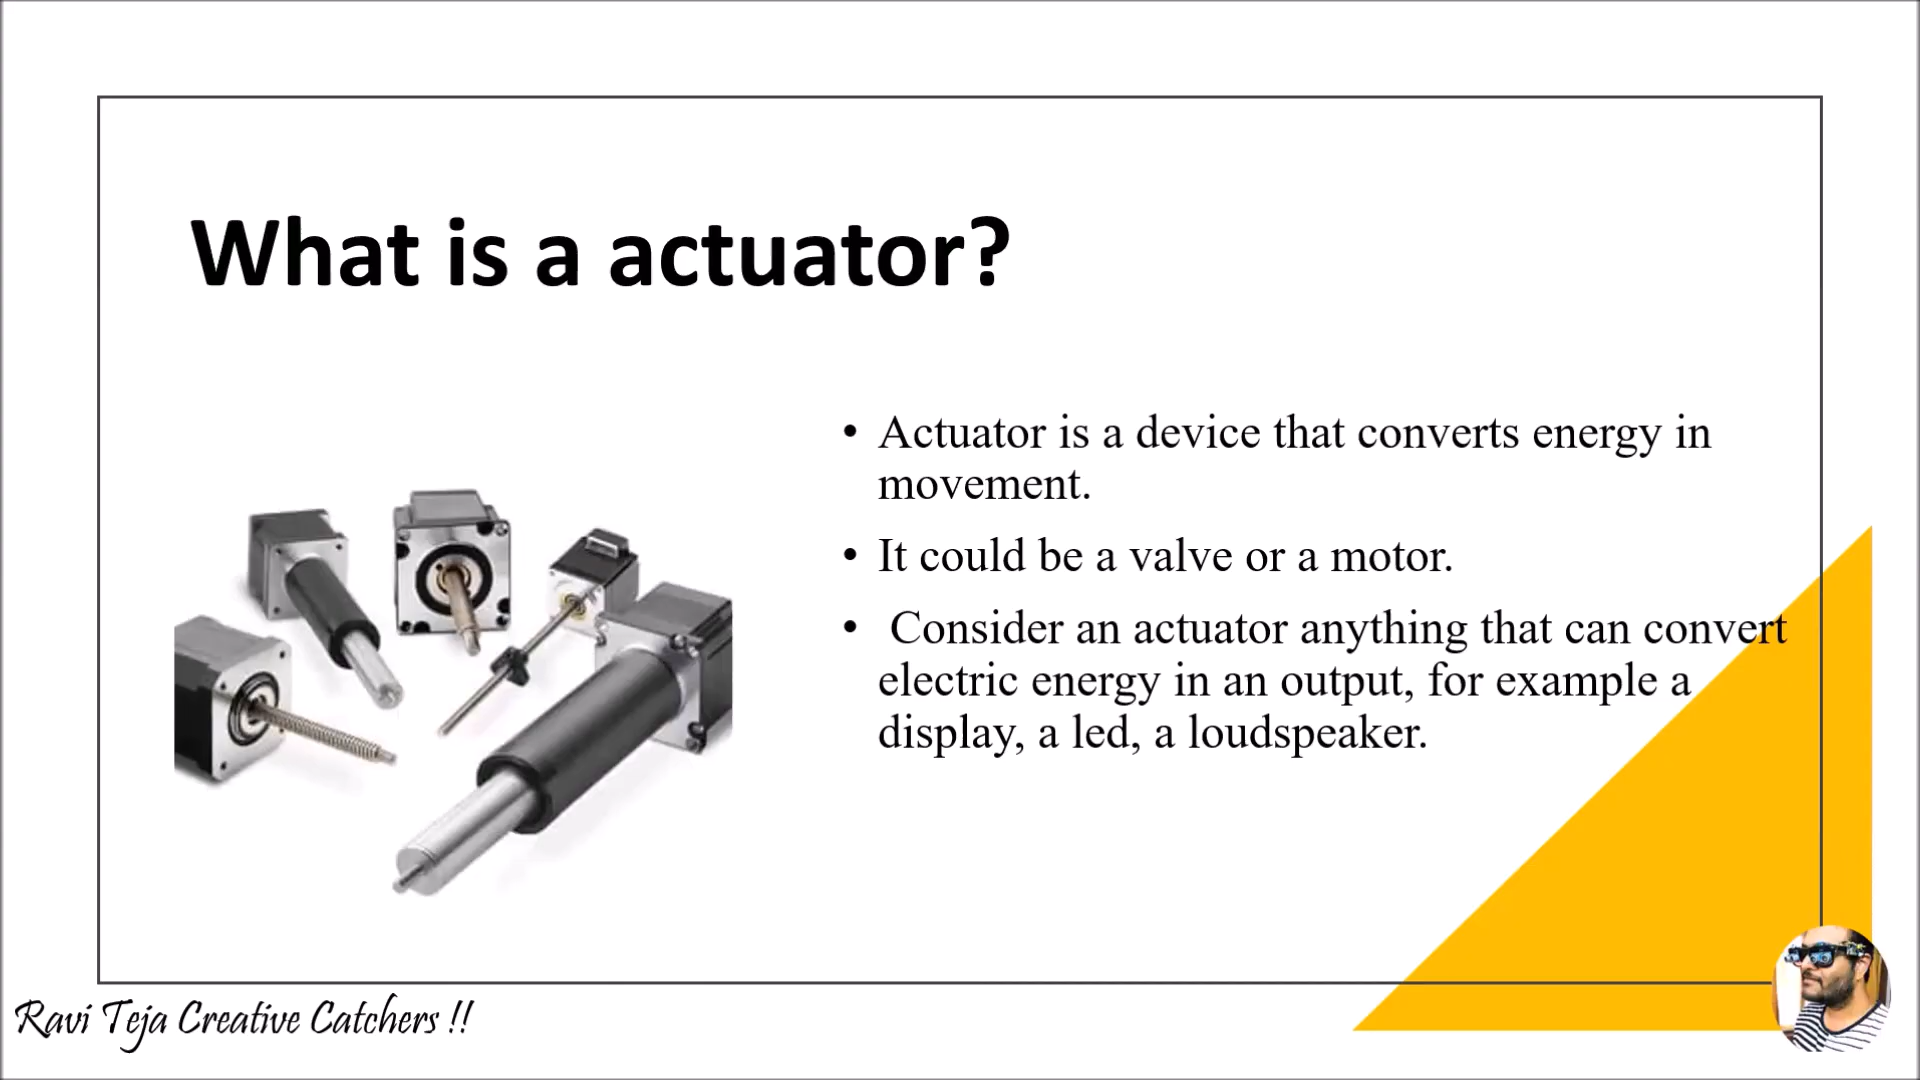 What is a actuator?
• Actuator is a device that converts energy in
movement.
• It could be a valve or a motor.
• Consider an actuator anything that can convert
electric energy in an output, for example a
display, a led, a loudspeaker.
Ravi Teja Creative Catchers !!